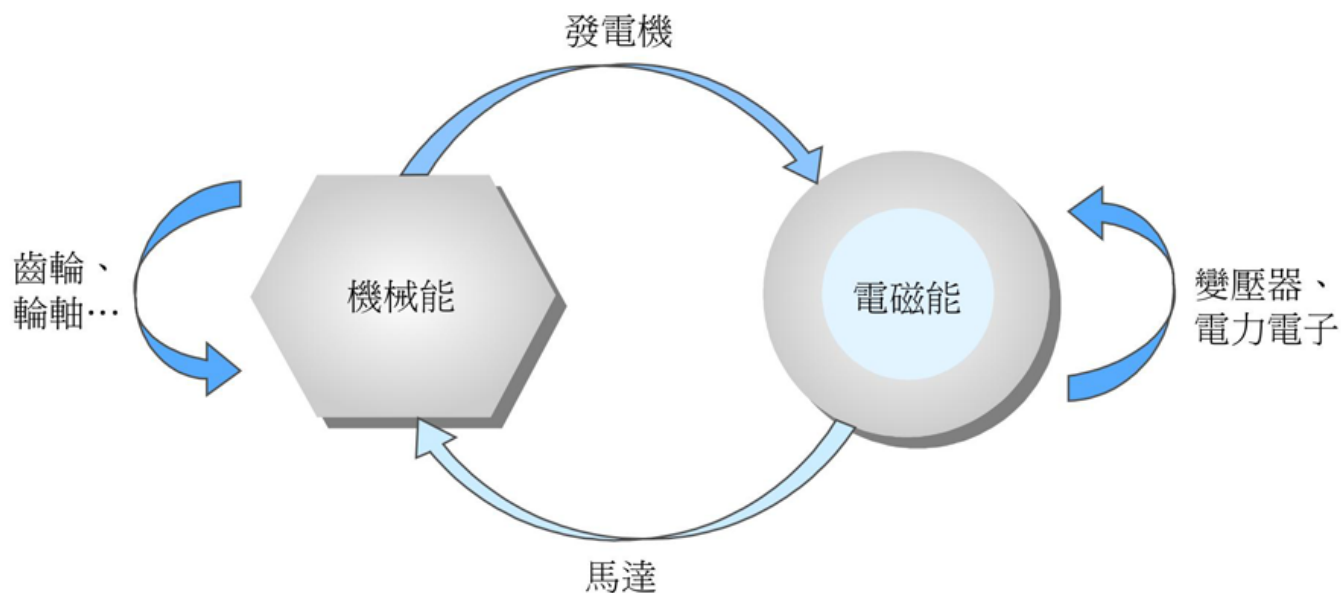 發電機
齒輪、
輪軸…
機械能
電磁能
變壓器、
電力電子
馬達